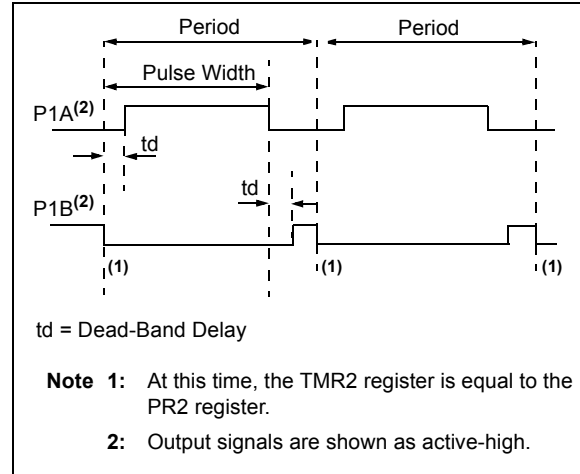 Period Period
Pulse Width
P1A(2)
td
td
P1B(2)
(1) (1) (1)
td = Dead-Band Delay
Note 1: At this time, the TMR2 register is equal to the
PR2 register.
2: Output signals are shown as active-high.